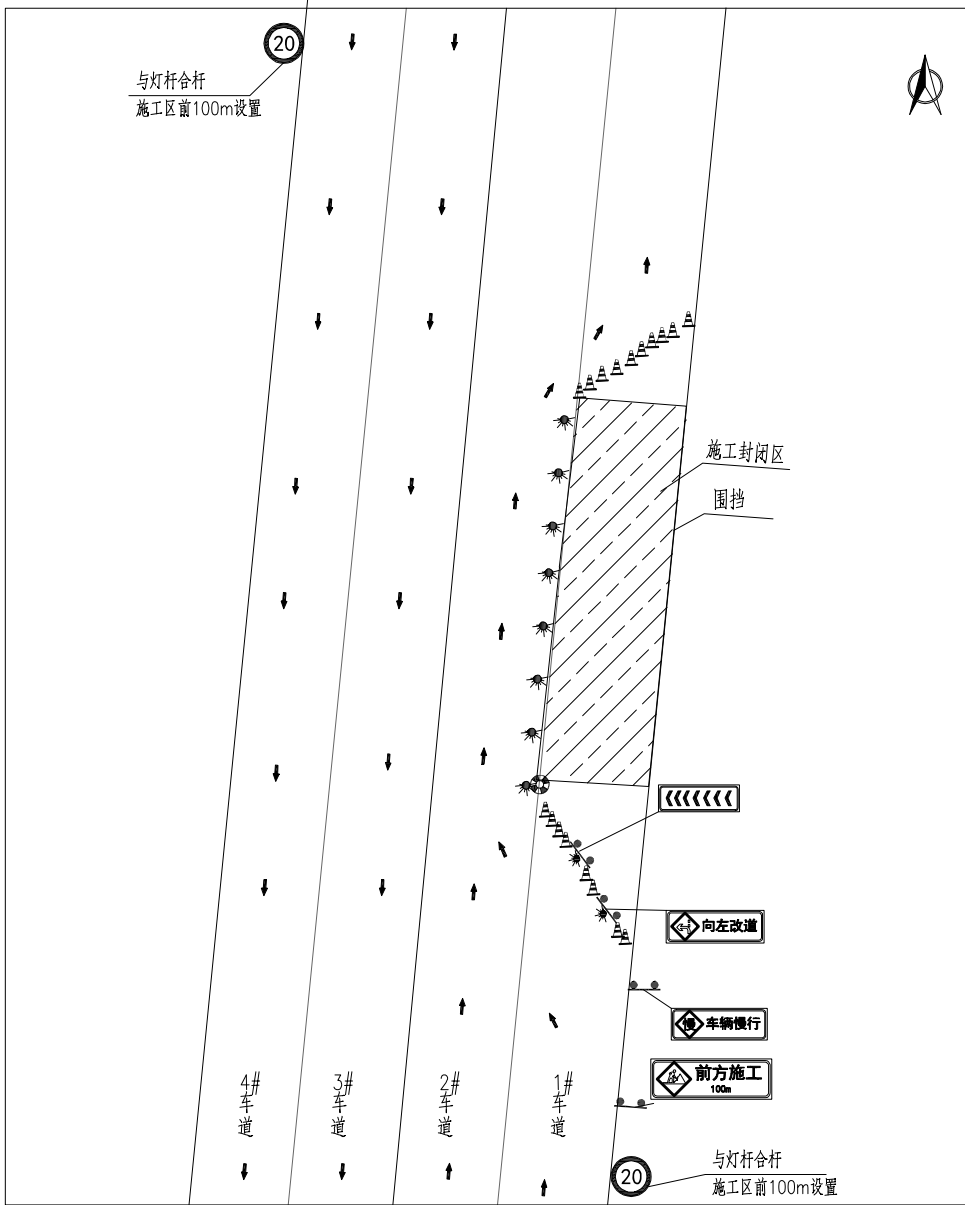 20
与灯杆合杆
施工区前100m设置
施工封闭区
围挡
向左改道
慢 车辆慢行
前方施工
100m
4#车道
3#车道
2#车道
1#车道
20
与灯杆合杆
施工区前100m设置